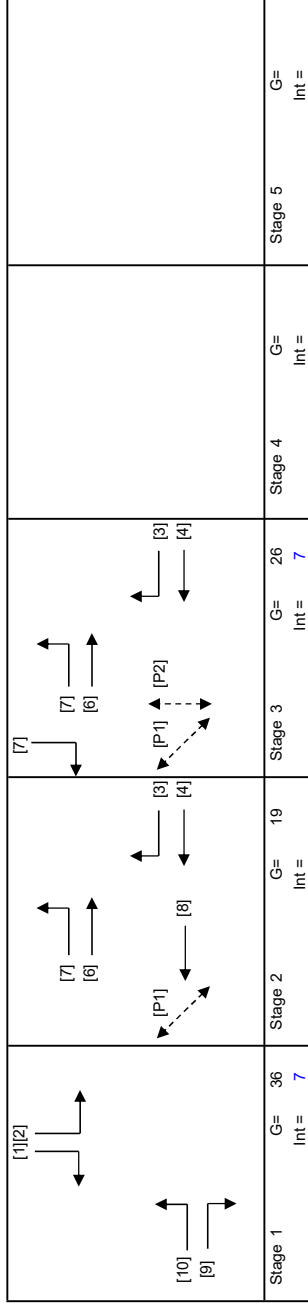 [1][2]
[10]
[9]
Stage 1 G= 36
Int = 7
[7]
[6]
[P1]
[8]
[3]
[4]
Stage 2 G= 19
Int =
[7]
[7]
[6]
[P1]
[P2]
[3]
[4]
Stage 3 G= 26
Int = 7
Stage 4 G=
Int =
Stage 5 G=
Int =